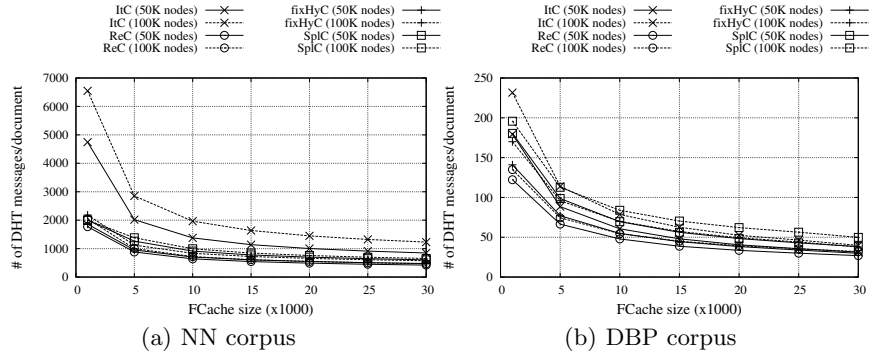 ItC (50K nodes)
ItC (100K nodes)
ReC (50K nodes)
ReC (100K nodes)
fixHyC (50K nodes)
fixHyC (100K nodes)
SplC (50K nodes)
SplC (100K nodes)
# of DHT messages/document
7000
6000
5000
4000
3000
2000
1000
0
0 5 10 15 20 25 30
FCache size (x1000)
(a) NN corpus
ItC (50K nodes)
ItC (100K nodes)
ReC (50K nodes)
ReC (100K nodes)
fixHyC (50K nodes)
fixHyC (100K nodes)
SplC (50K nodes)
SplC (100K nodes)
# of DHT messages/document
250
200
150
100
50
0
0 5 10 15 20 25 30
FCache size (x1000)
(b) DBP corpus